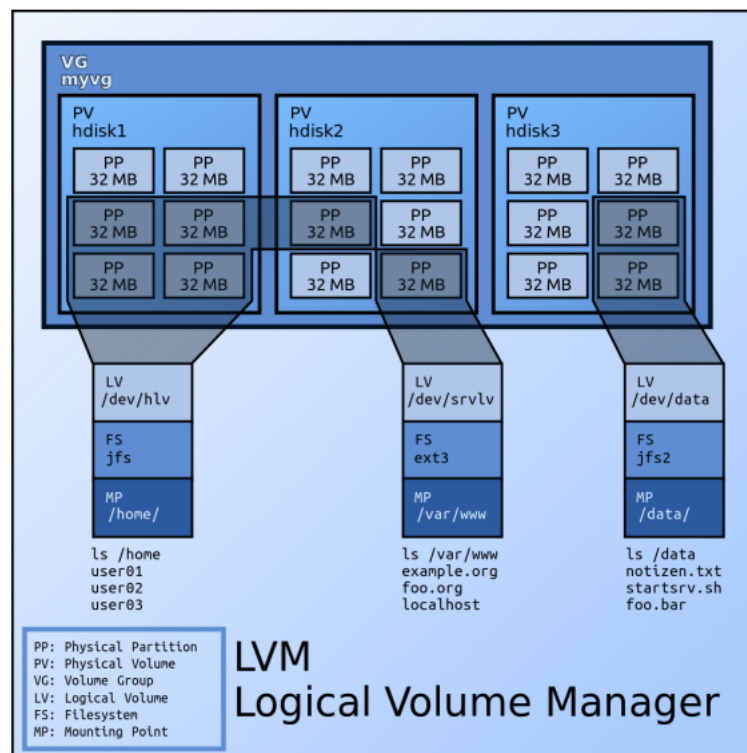 VG
myvg
PV
hdisk1
PP
32 MB
PP
32 MB
PP
32 MB
PP
32 MB
PP
32 MB
PP
32 MB
PV
hdisk2
PP
32 MB
PP
32 MB
PP
32 MB
PP
32 MB
PP
32 MB
PP
32 MB
PV
hdisk3
PP
32 MB
PP
32 MB
PP
32 MB
PP
32 MB
PP
32 MB
PP
32 MB
LV
/dev/hlv
FS
jfs
MP
/home/
ls /home
user01
user02
user03
LV
/dev/srvlv
FS
ext3
MP
/var/www
ls /var/www
example.org
foo.org
localhost
LV
/dev/data
FS
jfs2
MP
/data/
ls /data
notizen.txt
startsrv.sh
foo.bar
PP: Physical Partition
PV: Physical Volume
VG: Volume Group
LV: Logical Volume
FS: Filesystem
MP: Mounting Point
LVM
Logical Volume Manager